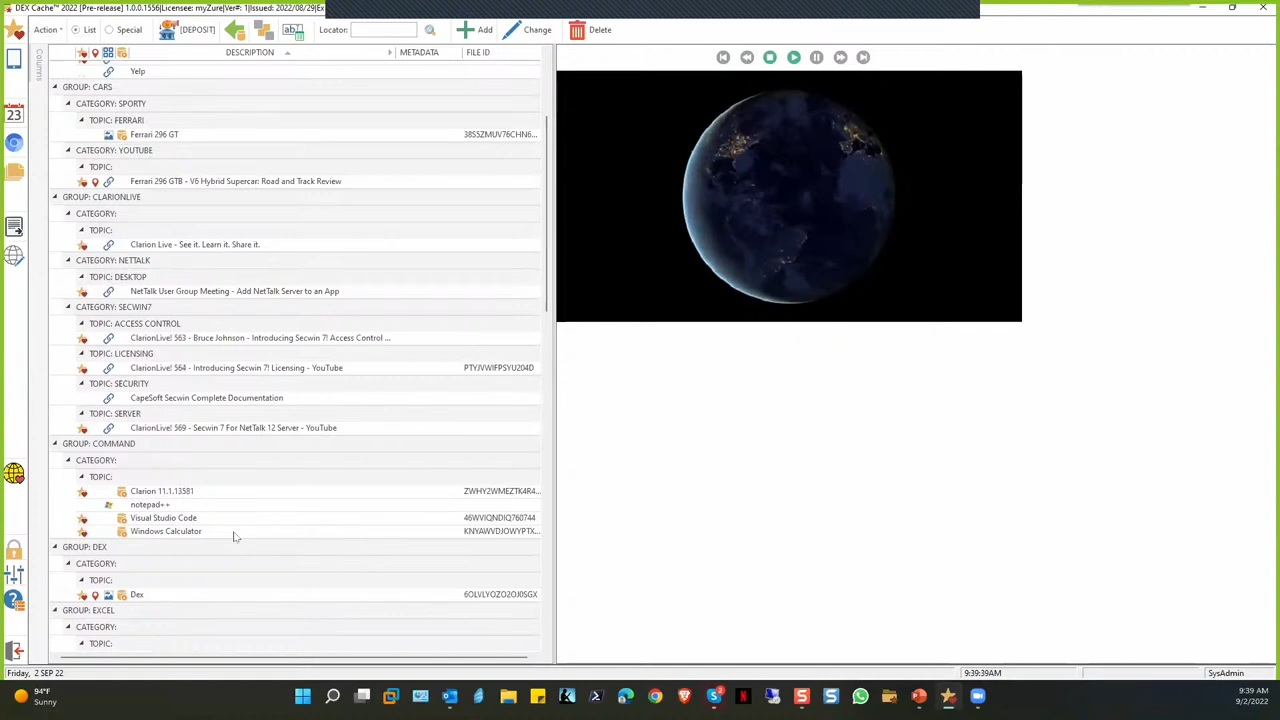 DEX Cache™ 2022 [Pre-release] 1.0.0.1556|Licensee: myZure|Ver#: 1|Issued: 2022/08/29|Ex
Action List Special [DEPOSIT] Locator: Add Change Delete
Columns
DESCRIPTION METADATA FILE ID
Yelp
GROUP: CARS
CATEGORY: SPORTY
TOPIC: FERRARI
Ferrari 296 GT
CATEGORY: YOUTUBE
TOPIC:
Ferrari 296 GTB - V6 Hybrid Supercar: Road and Track Review
GROUP: CLARIONLIVE
CATEGORY:
TOPIC:
Clarion Live - See it. Learn it. Share it.
CATEGORY: NETTALK
TOPIC: DESKTOP
NetTalk User Group Meeting - Add NetTalk Server to an App
CATEGORY: SECWIN7
TOPIC: ACCESS CONTROL
ClarionLive! 563 - Bruce Johnson - Introducing Secwin 7! Access Control ...
TOPIC: LICENSING
ClarionLive! 564 - Introducing Secwin 7! Licensing - YouTube PTYJVWIFPSYU204D
TOPIC: SECURITY
CapeSoft Secwin Complete Documentation
TOPIC: SERVER
ClarionLive! 569 - Secwin 7 For NetTalk 12 Server - YouTube
GROUP: COMMAND
CATEGORY:
TOPIC:
Clarion 11.1.13581 ZWHY2WMEZTK4R4...
notepad++
Visual Studio Code 46WVIQNDIQ760744
Windows Calculator KNYAWVDJOWYPTX...
GROUP: DEX
CATEGORY:
TOPIC:
Dex 6OLVLYOZO2OJ0SGX
GROUP: EXCEL
CATEGORY:
TOPIC:
23
Friday, 2 SEP 22 9:39:39AM SysAdmin
94°F
Sunny
9:39 AM
9/2/2022